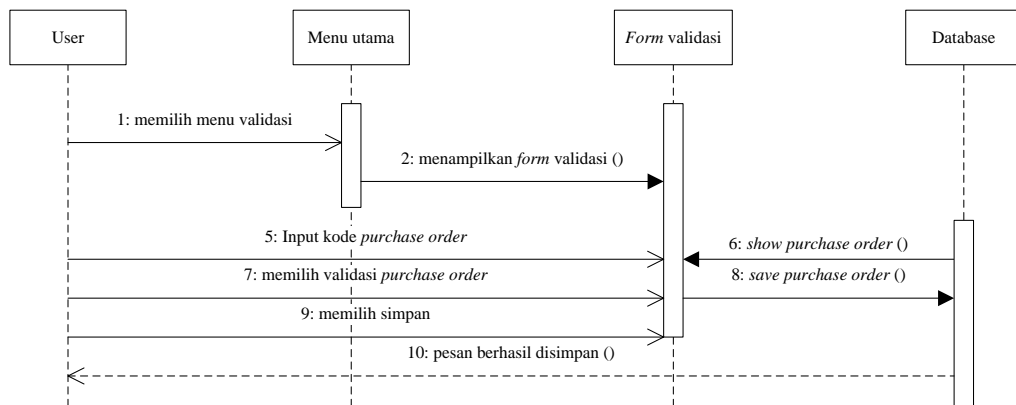 User
Menu utama
Form validasi
Database
1: memilih menu validasi
2: menampilkan form validasi ()
5: Input kode purchase order
6: show purchase order ()
7: memilih validasi purchase order
8: save purchase order ()
9: memilih simpan
10: pesan berhasil disimpan ()